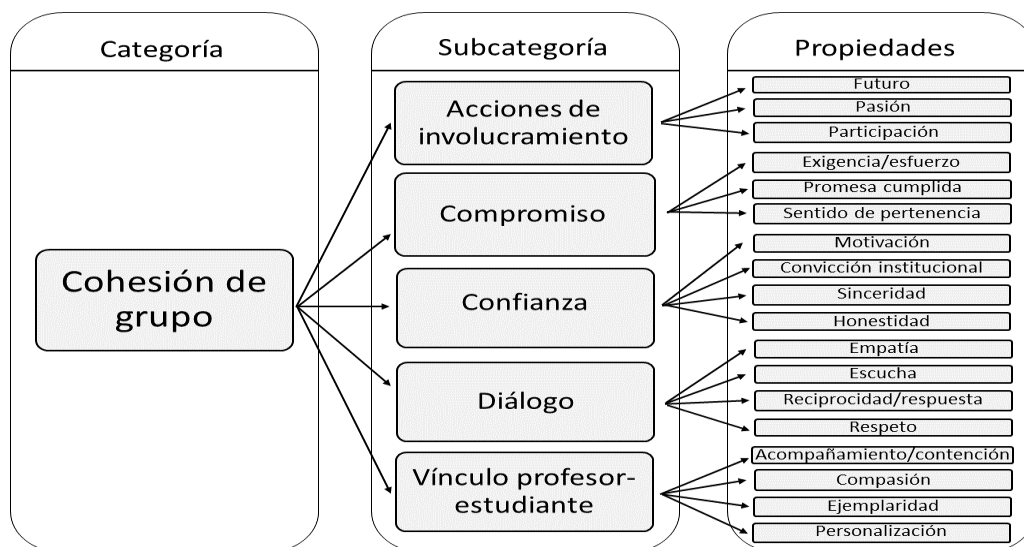 Categoría
Subcategoría
Propiedades
Cohesión de
grupo
Acciones de
involucramiento
Futuro
Pasión
Participación
Compromiso
Exigencia/esfuerzo
Promesa cumplida
Sentido de pertenencia
Confianza
Motivación
Convicción institucional
Sinceridad
Honestidad
Diálogo
Empatía
Escucha
Reciprocidad/respuesta
Respeto
Vínculo profesor-
estudiante
Acompañamiento/contención
Compasión
Ejemplaridad
Personalización